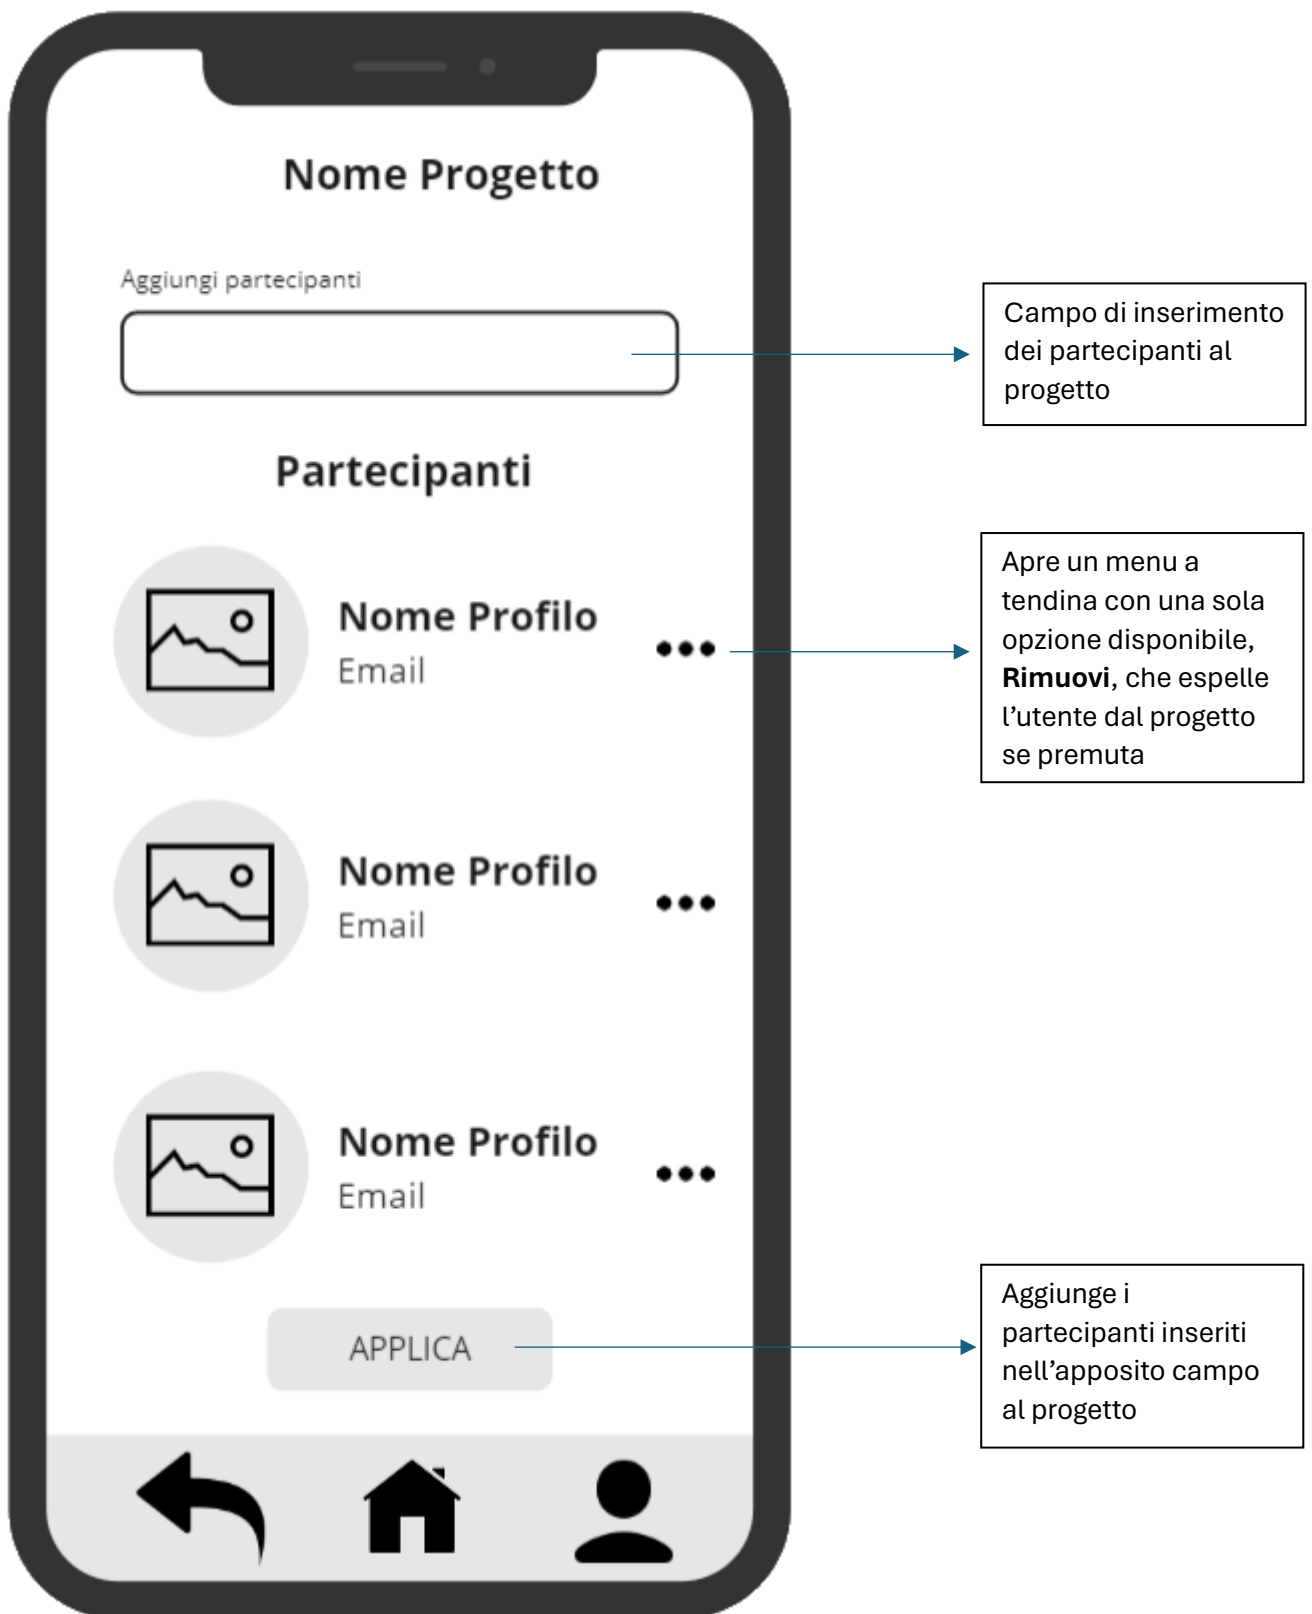 Nome Progetto
Aggiungi partecipanti
Campo di inserimento
dei partecipanti al
progetto
Partecipanti
Nome Profilo
Email
Apre un menu a
tendina con una sola
opzione disponibile,
Rimuovi, che espelle
l’utente dal progetto
se premuta
Nome Profilo
Email
Nome Profilo
Email
APPLICA
Aggiunge i
partecipanti inseriti
nell’apposito campo
al progetto